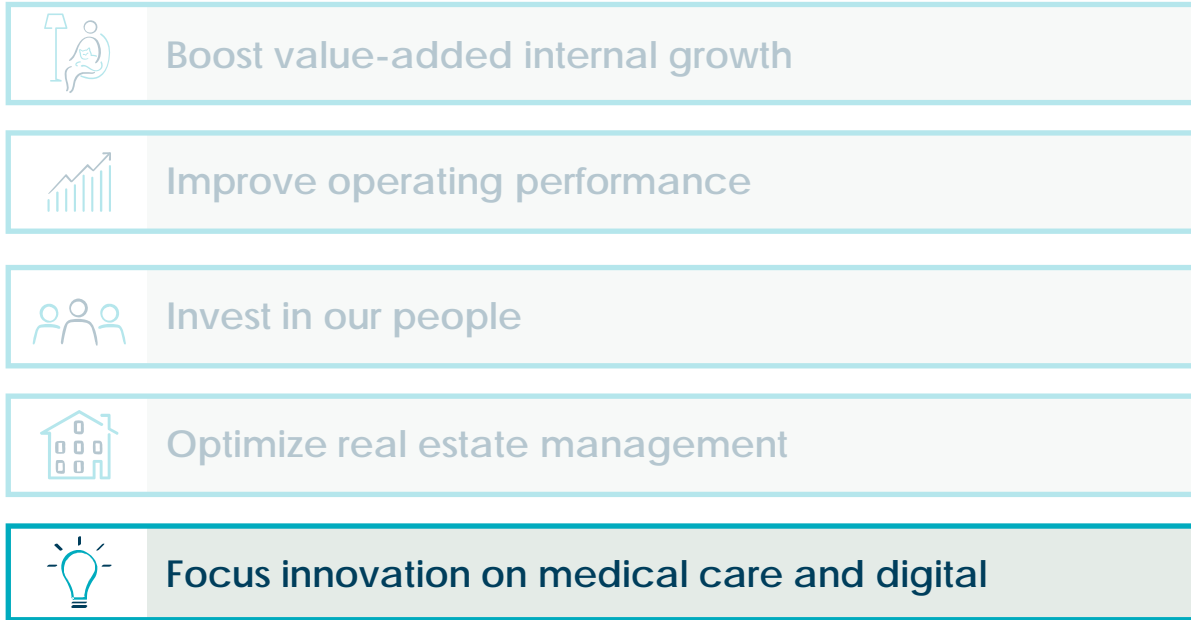 Boost value-added internal growth
Improve operating performance
Invest in our people
Optimize real estate management
Focus innovation on medical care and digital